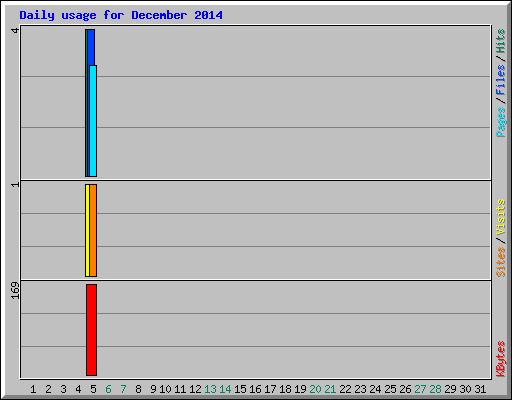 Daily usage for December 2014
4
Pages / Files / Hits
1
Sites / Visits
169
KBytes
1 2 3 4 5 6 7 8 9 10 11 12 13 14 15 16 17 18 19 20 21 22 23 24 25 26 27 28 29 30 31